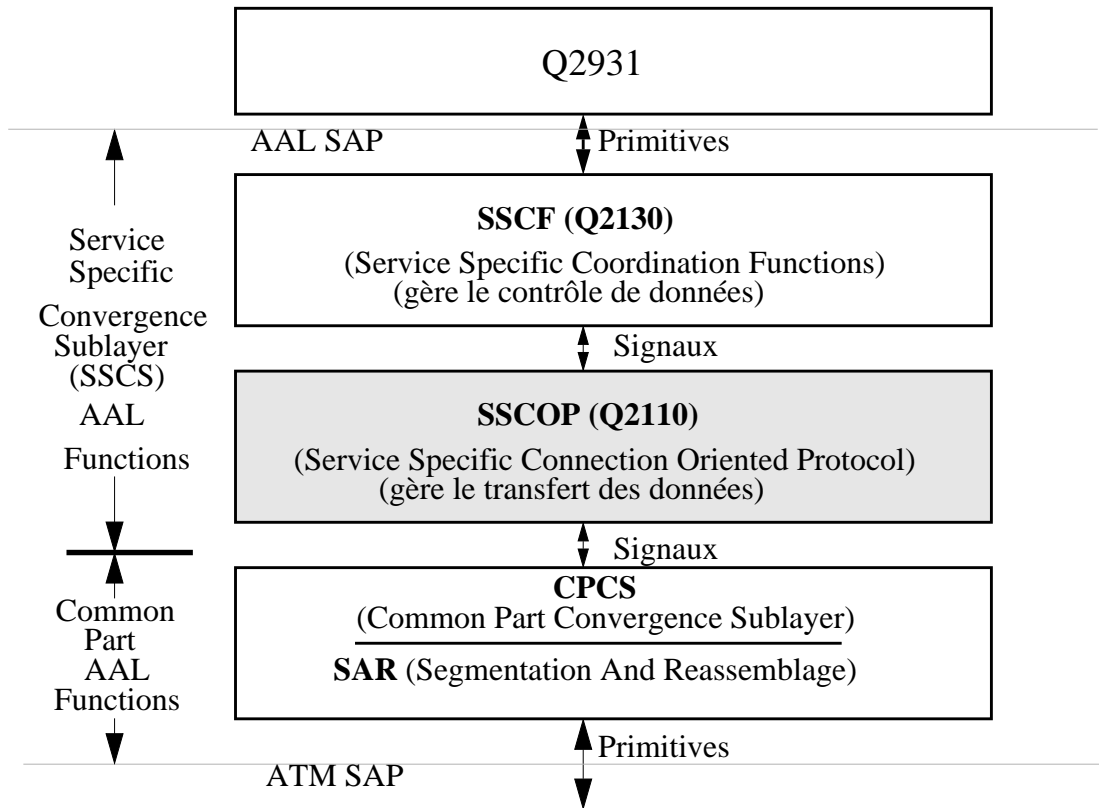 Q2931
AAL SAP
Primitives
SSCF (Q2130)
(Service Specific Coordination Functions)
(gère le contrôle de données)
Signaux
SSCOP (Q2110)
(Service Specific Connection Oriented Protocol)
(gère le transfert des données)
Signaux
CPCS
(Common Part Convergence Sublayer)
SAR (Segmentation And Reassemblage)
Primitives
ATM SAP
Service
Specific
Convergence
Sublayer
(SSCS)
AAL
Functions
Common
Part
AAL
Functions